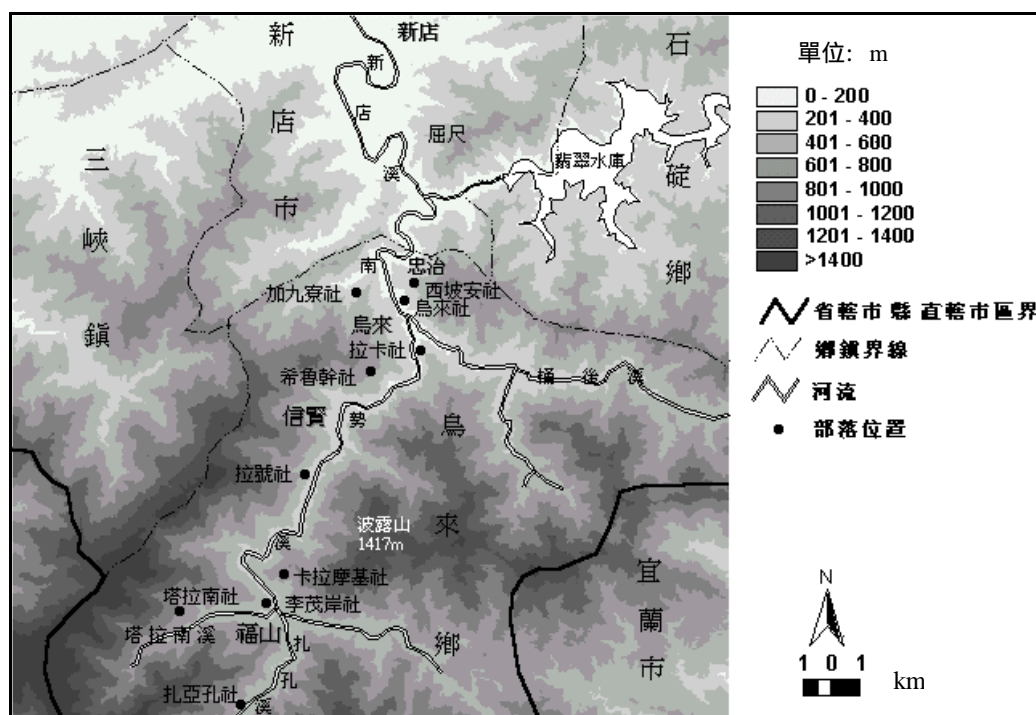 新店市
新店
新店溪
屈尺
石碇鄉
翡翠水庫
三峽鎮
南勢溪
忠治
西坡安社
烏來社
加九寮社
烏來
拉卡社
希魯幹社
桶後溪
信賢
烏來鄉
拉號社
波露山
1417m
卡拉摩基社
塔拉南社
李茂岸社
塔拉南溪
福山
扎孔溪
扎亞孔社
宜蘭市
單位: m
0 - 200
201 - 400
401 - 600
601 - 800
801 - 1000
1001 - 1200
1201 - 1400
>1400
省轄市 縣 直轄市區界
鄉鎮界線
河流
部落位置
N
1 0 1
km